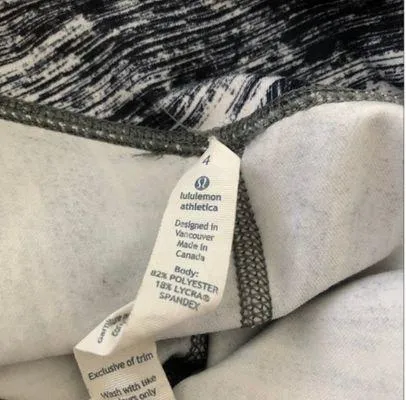 4
lululemon
athletica
Designed in
Vancouver
Made in
Canada
Body:
82% POLYESTER
18% LYCRA®
SPANDEX
Exclusive of trim
Wash with like
only